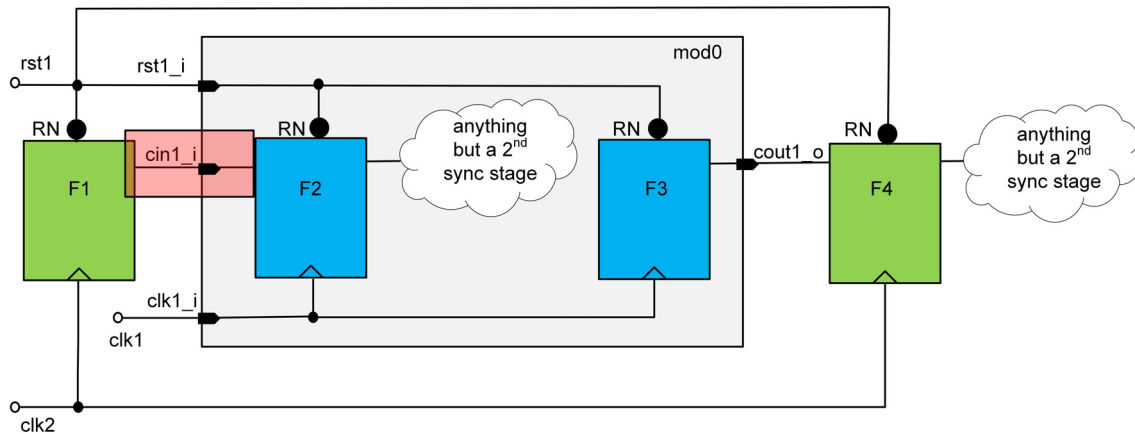 mod0
rst1
rst1_i
RN
cin1_i
F1
RN
F2
anything
but a 2nd
sync stage
RN
F3
cout1_o
RN
F4
anything
but a 2nd
sync stage
clk1_i
clk1
clk2